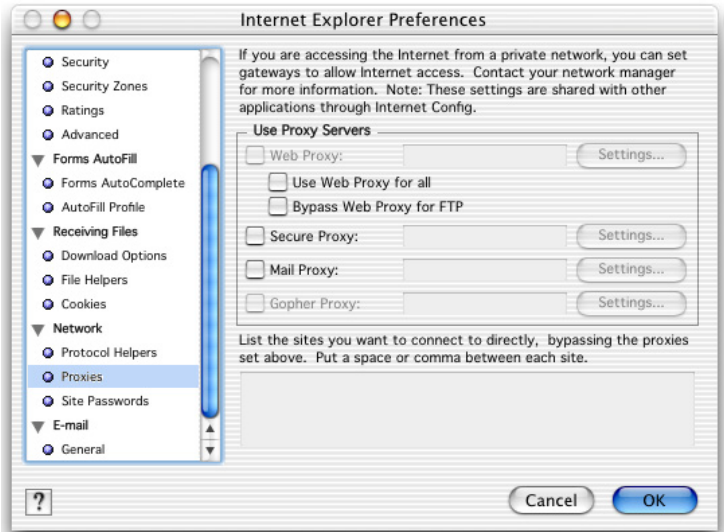 Internet Explorer Preferences
Security
Security Zones
Ratings
Advanced
Forms AutoFill
Forms AutoComplete
AutoFill Profile
Receiving Files
Download Options
File Helpers
Cookies
Network
Protocol Helpers
Proxies
Site Passwords
E-mail
General
If you are accessing the Internet from a private network, you can set
gateways to allow Internet access. Contact your network manager
for more information. Note: These settings are shared with other
applications through Internet Config.
Use Proxy Servers
Web Proxy: Settings...
Use Web Proxy for all
Bypass Web Proxy for FTP
Secure Proxy: Settings...
Mail Proxy: Settings...
Gopher Proxy: Settings...
List the sites you want to connect to directly, bypassing the proxies
set above. Put a space or comma between each site.
?
Cancel OK